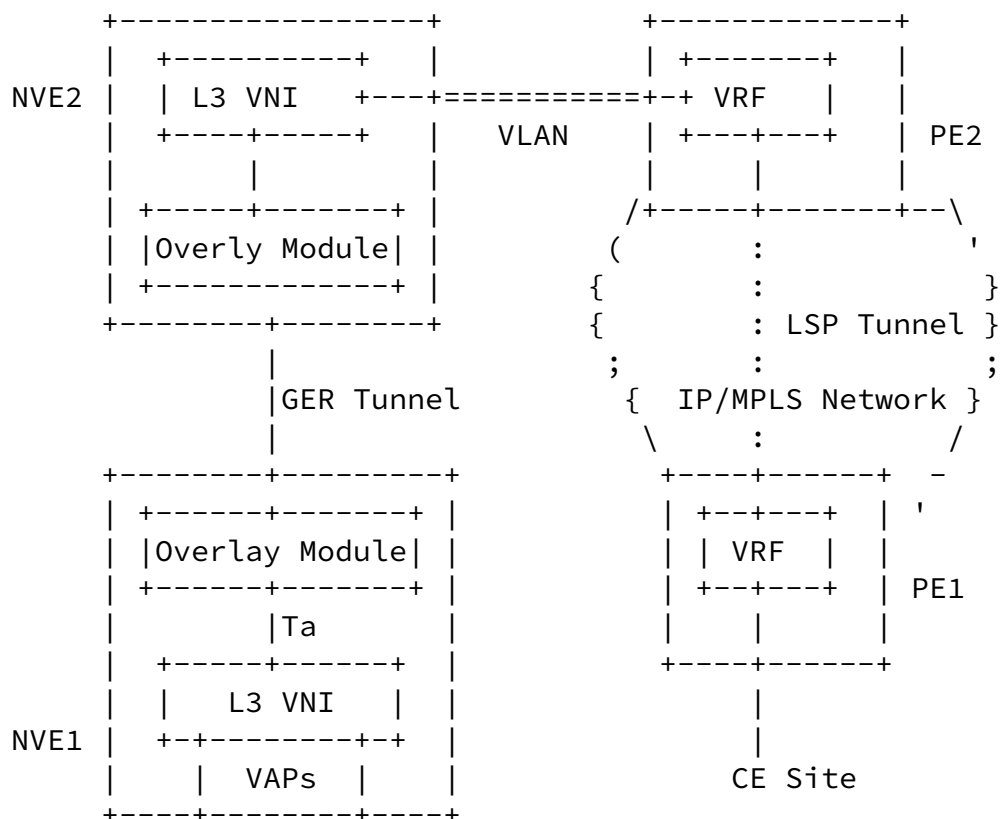 NVE2 L3 VNI VRF
VLAN PE2
Overly Module
LSP Tunnel
GER Tunnel IP/MPLS Network
Overlay Module VRF
PE1
Ta
L3 VNI
NVE1
VAPs CE Site